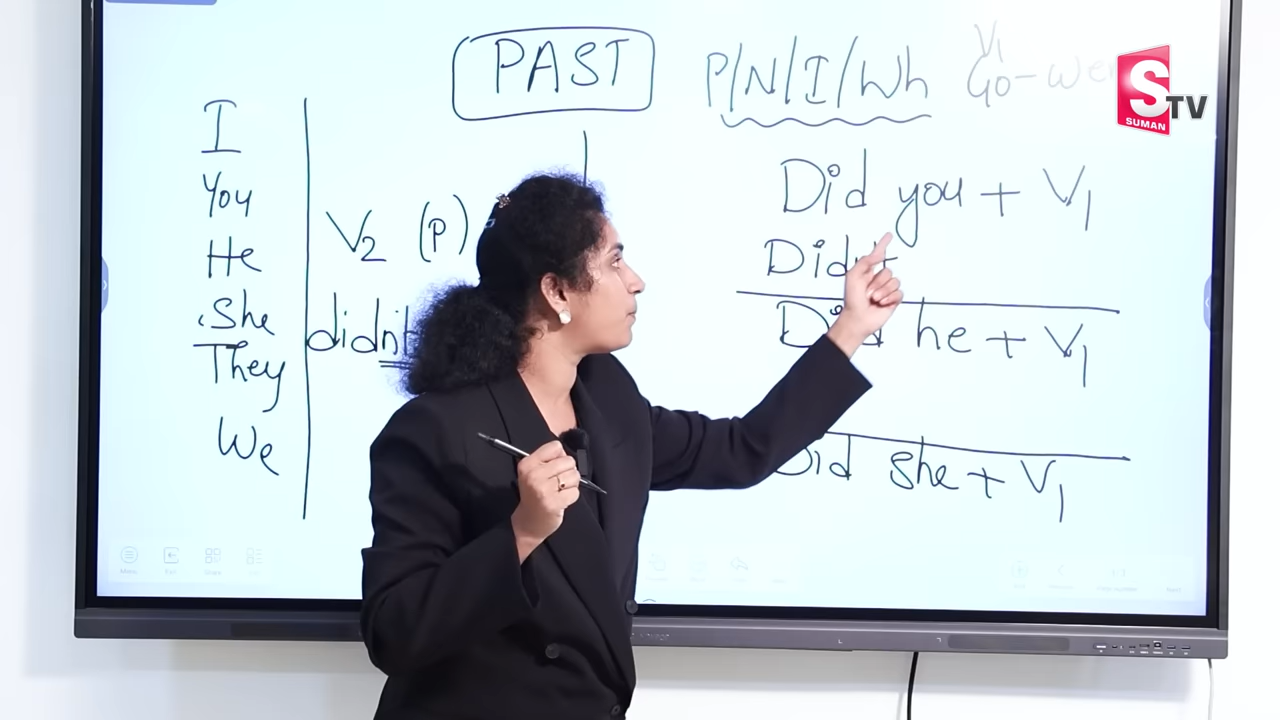 PAST
P/N/I/Wh
V1
Go-we
STV
SUMAN
I
You
He
She
They
We
V2 (p)
didn't
Did you + V1
Didn't
Did he + V1
Did she + V1